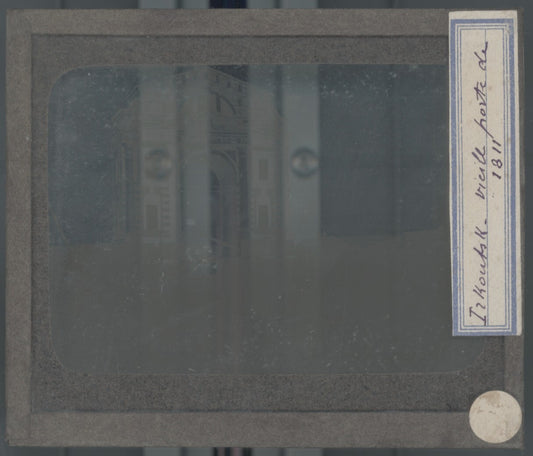 Irkoutsk - vieille porte de
1811